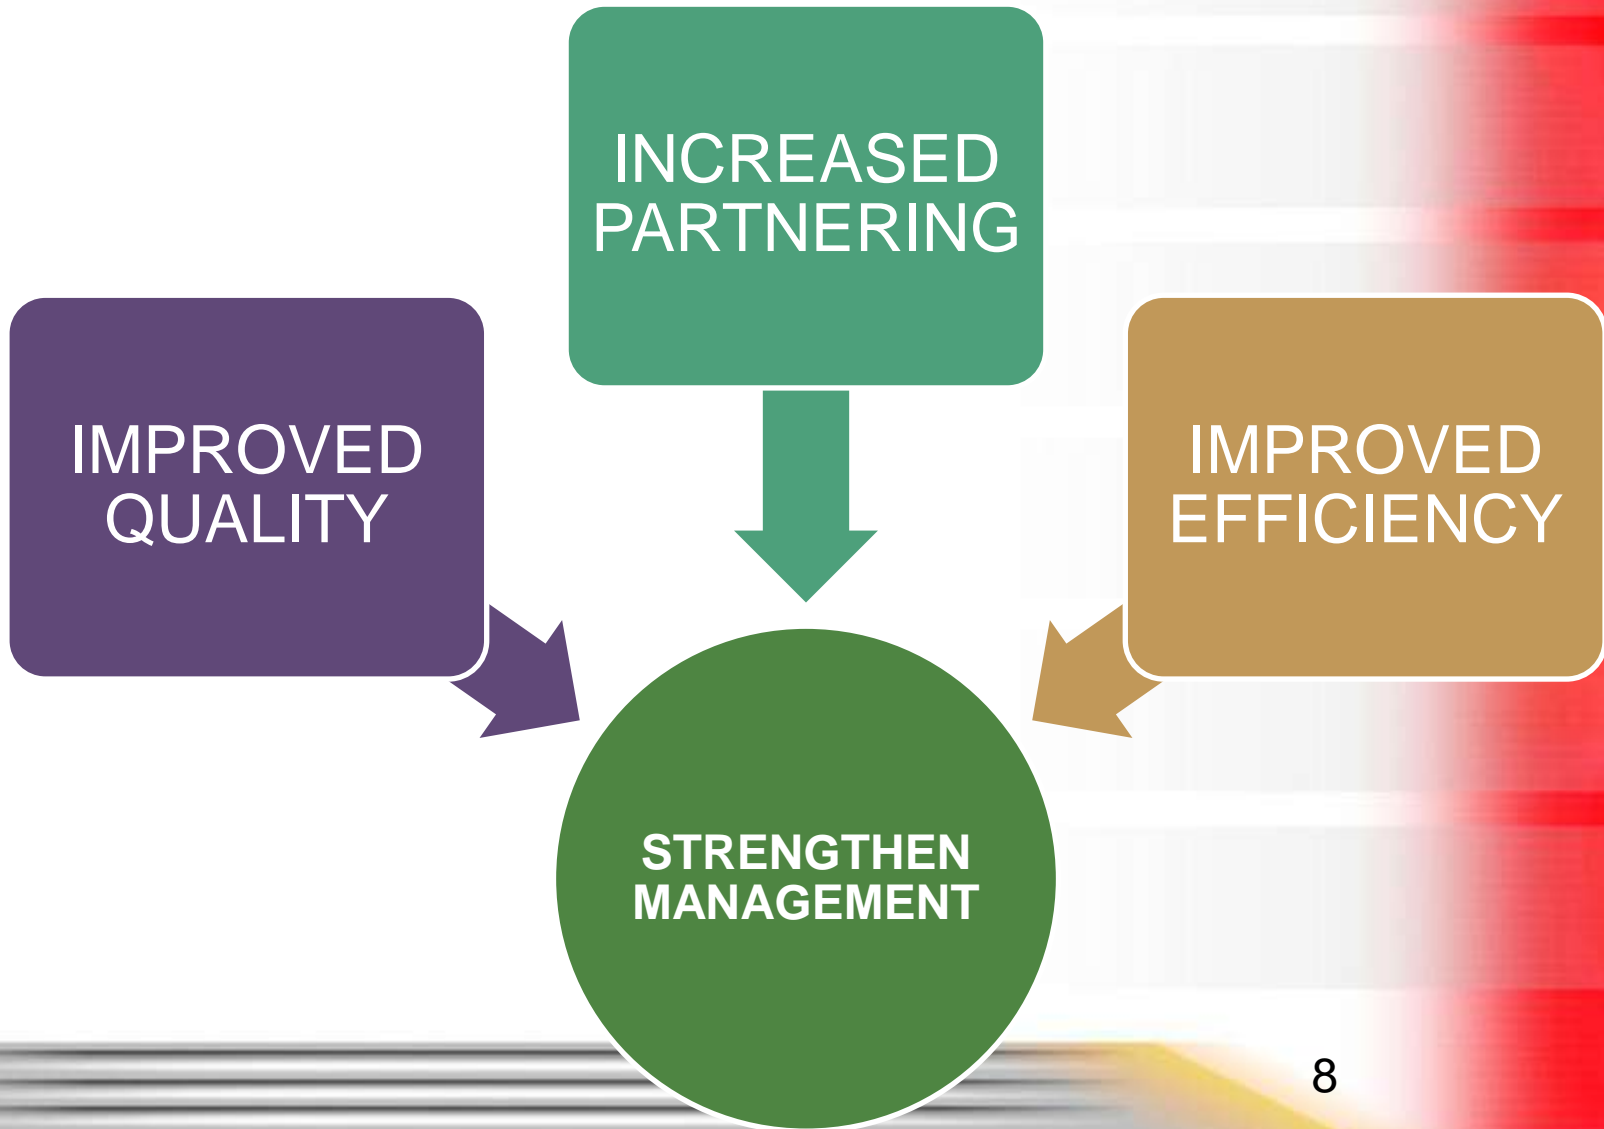 INCREASED
PARTNERING
IMPROVED
QUALITY
IMPROVED
EFFICIENCY
STRENGTHEN
MANAGEMENT
8